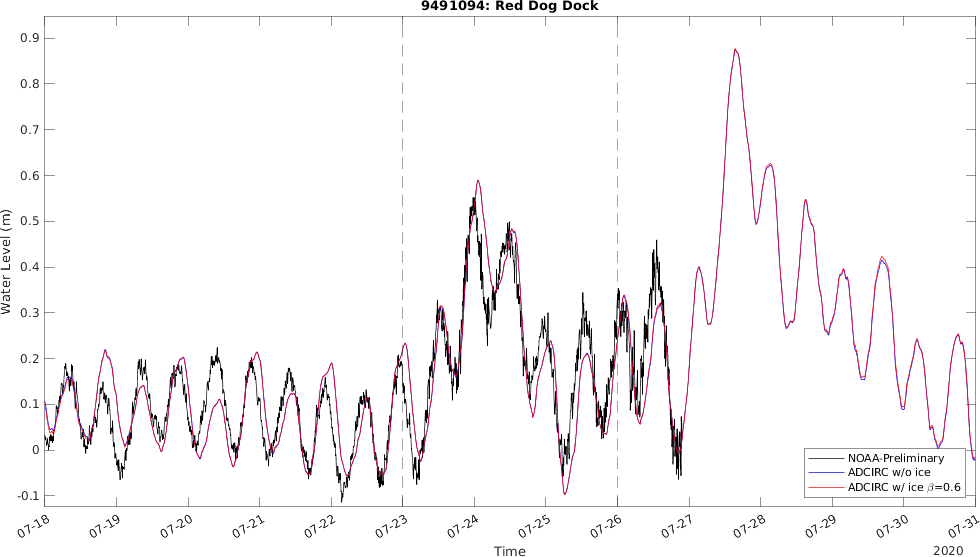 9491094: Red Dog Dock
Water Level (m)
0.9
0.8
0.7
0.6
0.5
0.4
0.3
0.2
0.1
0
-0.1
NOAA-Preliminary
ADCIRC w/o ice
ADCIRC w/ ice β=0.6
07-18 07-19 07-20 07-21 07-22 07-23 07-24 07-25 07-26 07-27 07-28 07-29 07-30 07-31
Time
2020